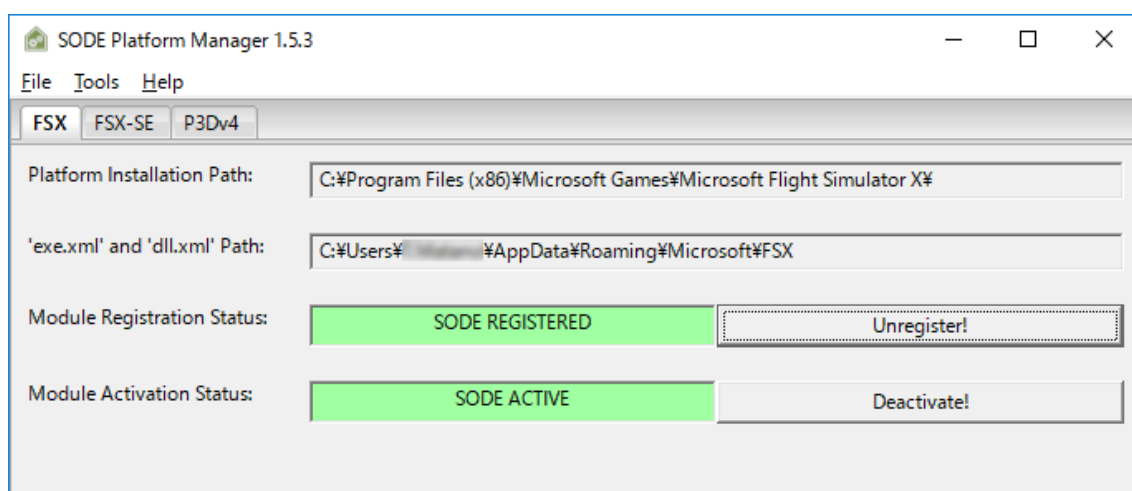 SODE Platform Manager 1.5.3
File Tools Help
FSX FSX-SE P3Dv4
Platform Installation Path: C:¥Program Files (x86)¥Microsoft Games¥Microsoft Flight Simulator X¥
'exe.xml' and 'dll.xml' Path: C:¥Users¥ ¥AppData¥Roaming¥Microsoft¥FSX
Module Registration Status: SODE REGISTERED Unregister!
Module Activation Status: SODE ACTIVE Deactivate!